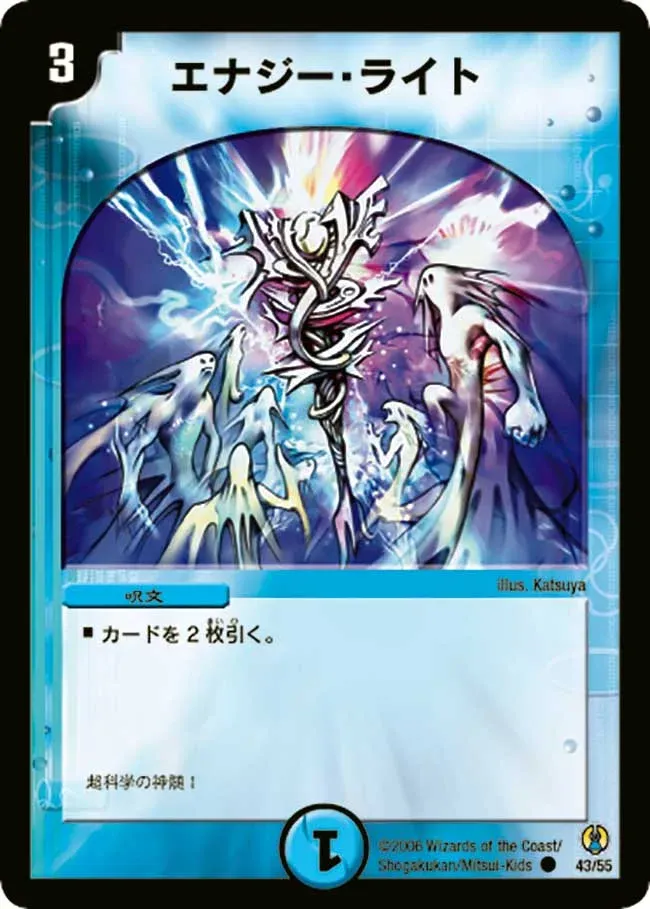 3
エナジー・ライト
illus. Katsuya
呪文
■ カードを2枚引く。
超科学の神髄!
1
©2006 Wizards of the Coast/
Shogakukan/Mitsui-Kids ●
43/55